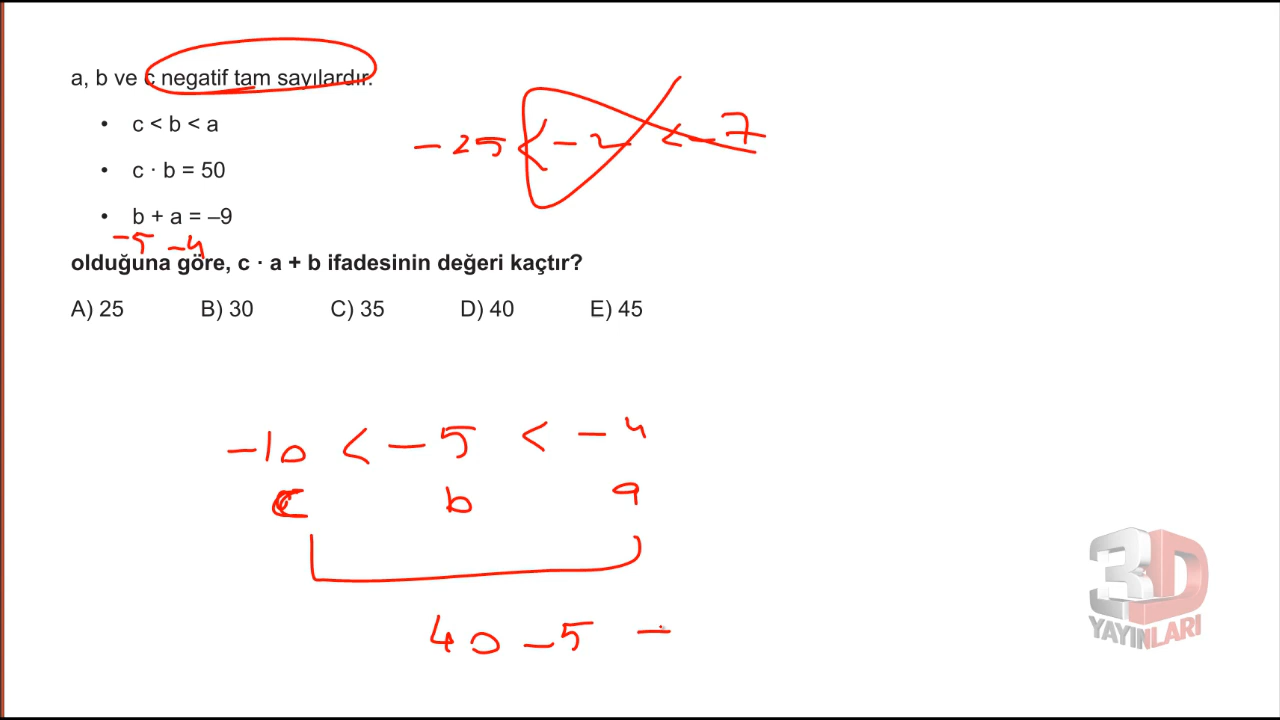 a, b ve c negatif tam sayılardır.
• c < b < a
-25 < -2 < -7
• c · b = 50
• b + a = –9
-5 -4
olduğuna göre, c · a + b ifadesinin değeri kaçtır?
A) 25 B) 30 C) 35 D) 40 E) 45
-10 < -5 < -4
c b a
40 - 5 =
3D
YAYINLARI